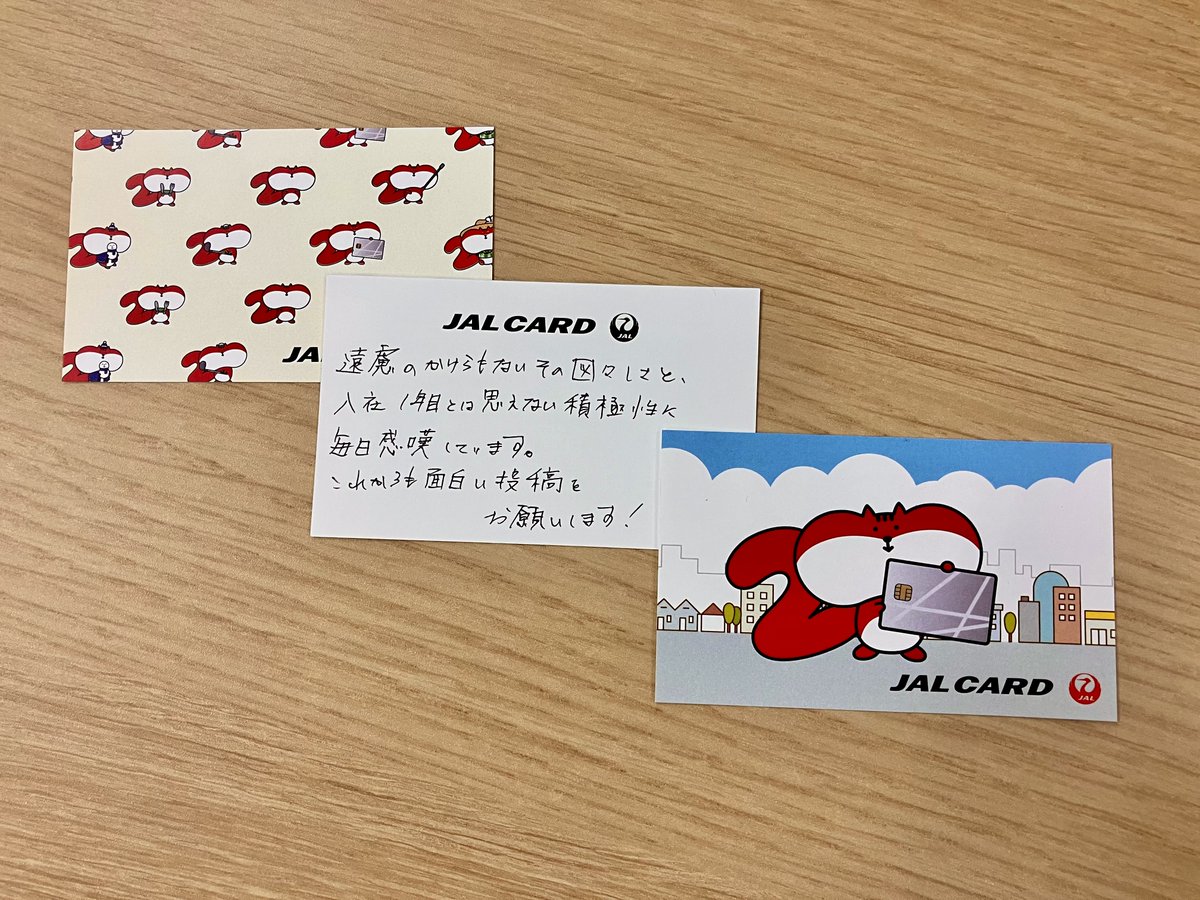 JA
JAL CARD
JAL
遠慮のかけらもないその図々しさと、
入社1年目とは思えない積極性に
毎日感嘆しています。
これからも面白い投稿を
お願いします!
JAL CARD
JAL